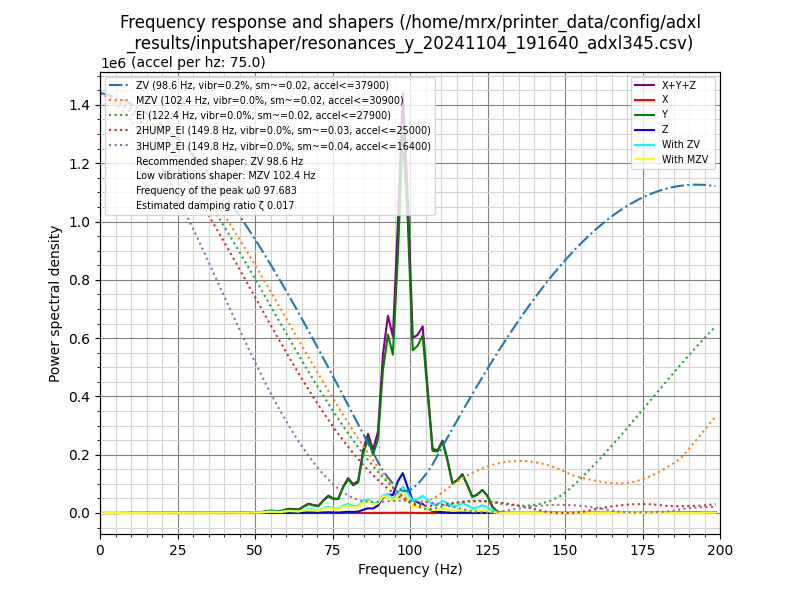 Frequency response and shapers (/home/mrx/printer_data/config/adxl
_results/inputshaper/resonances_y_20241104_191640_adxl345.csv)
1e6 (accel per hz: 75.0)
ZV (98.6 Hz, vibr=0.2%, sm~=0.02, accel<=37900)
MZV (102.4 Hz, vibr=0.0%, sm~=0.02, accel<=30900)
EI (122.4 Hz, vibr=0.0%, sm~=0.02, accel<=27900)
2HUMP_EI (149.8 Hz, vibr=0.0%, sm~=0.03, accel<=25000)
3HUMP_EI (149.8 Hz, vibr=0.0%, sm~=0.04, accel<=16400)
Recommended shaper: ZV 98.6 Hz
Low vibrations shaper: MZV 102.4 Hz
Frequency of the peak ω0 97.683
Estimated damping ratio ζ 0.017
X+Y+Z
X
Y
Z
With ZV
With MZV
Power spectral density
1.4
1.2
1.0
0.8
0.6
0.4
0.2
0.0
0 25 50 75 100 125 150 175 200
Frequency (Hz)